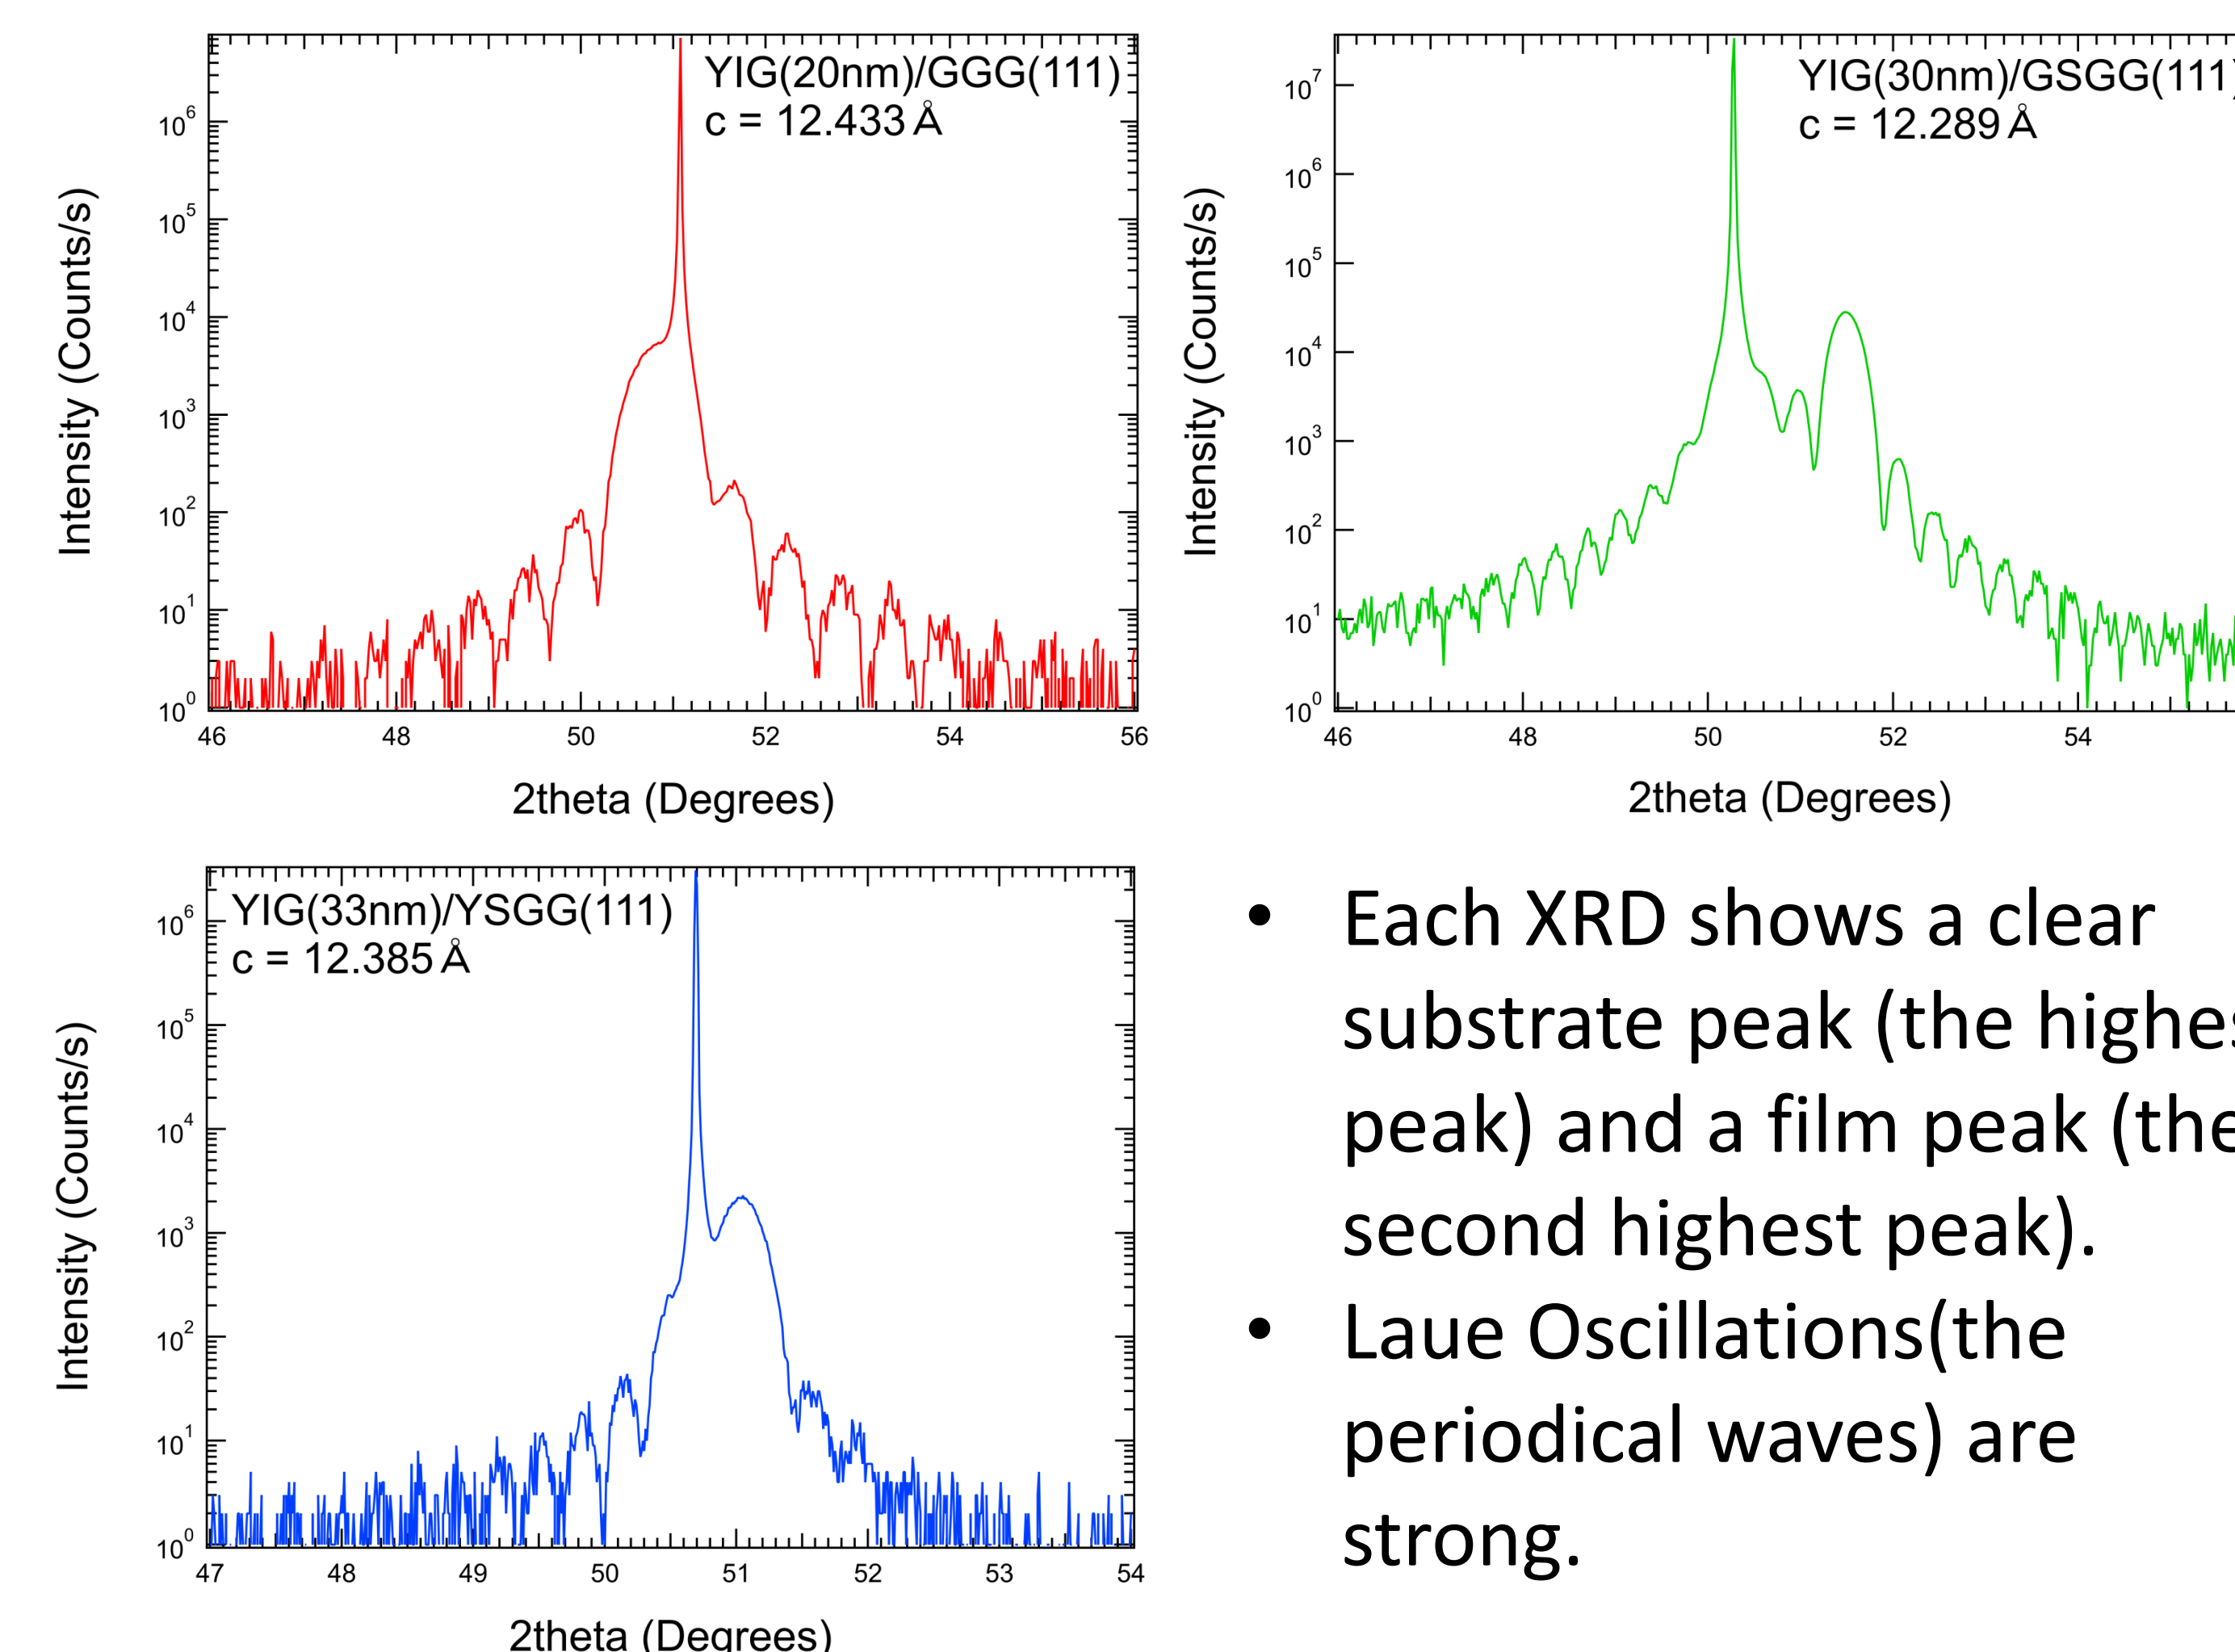 YIG(20nm)/GGG(111)
c = 12.433 Å
Intensity (Counts/s)
10^6
10^5
10^4
10^3
10^2
10^1
10^0
46 48 50 52 54 56
2theta (Degrees)
YIG(30nm)/GSGG(111)
c = 12.289 Å
Intensity (Counts/s)
10^7
10^6
10^5
10^4
10^3
10^2
10^1
10^0
46 48 50 52 54
2theta (Degrees)
YIG(33nm)/YSGG(111)
c = 12.385 Å
Intensity (Counts/s)
10^6
10^5
10^4
10^3
10^2
10^1
10^0
47 48 49 50 51 52 53 54
2theta (Degrees)
• Each XRD shows a clear
substrate peak (the highes
peak) and a film peak (the
second highest peak).
• Laue Oscillations(the
periodical waves) are
strong.